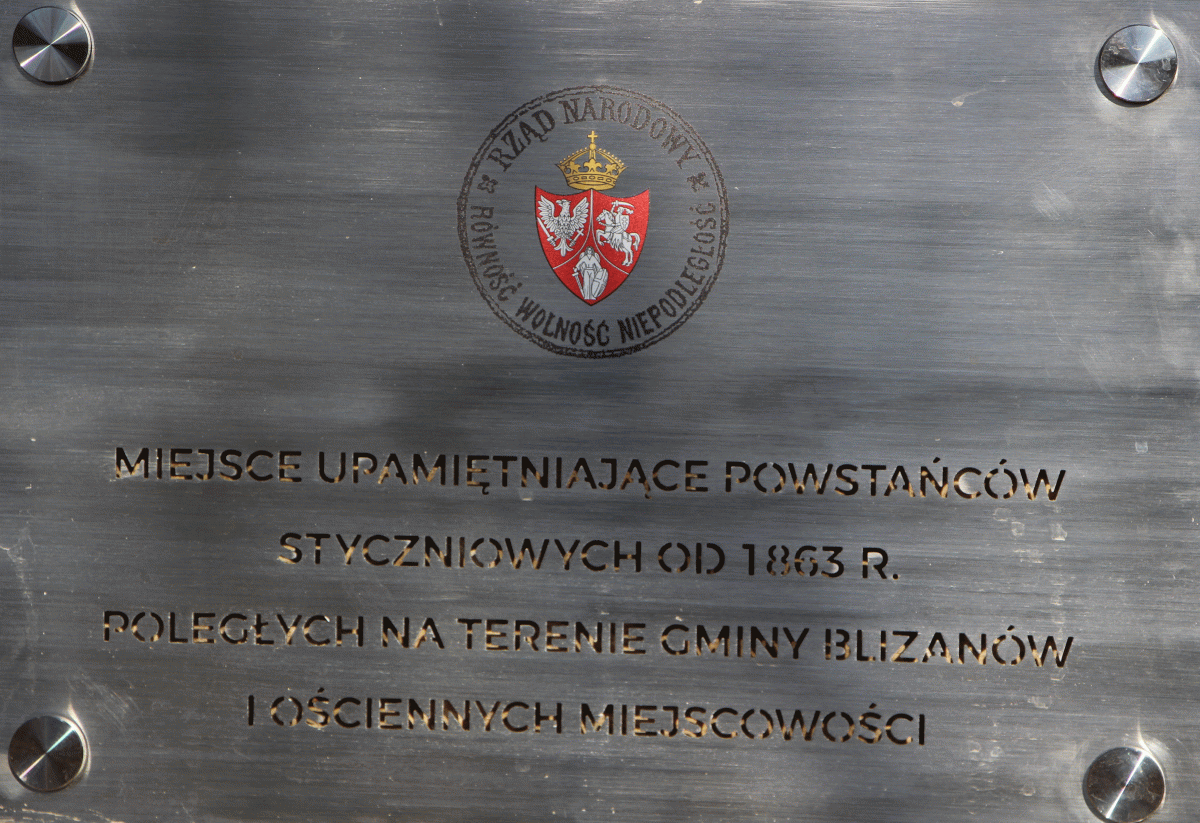 RZĄD NARODOWY
RÓWNOŚĆ WOLNOŚĆ NIEPODLEGŁOŚĆ
MIEJSCE UPAMIĘTNIAJĄCE POWSTAŃCÓW
STYCZNIOWYCH OD 1863 R.
POLEGŁYCH NA TERENIE GMINY BLIZANÓW
I OŚCIENNYCH MIEJSCOWOŚCI